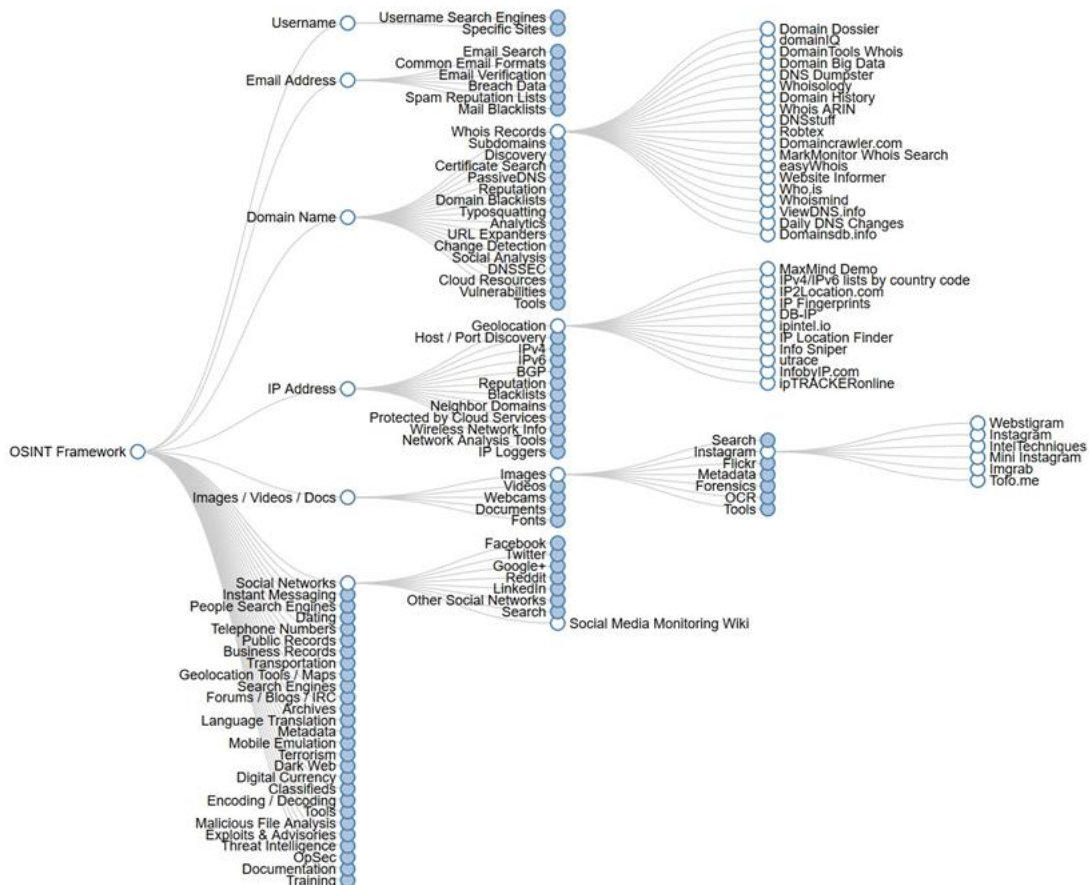 OSINT Framework
Username
Username Search Engines
Specific Sites
Email Address
Email Search
Common Email Formats
Email Verification
Breach Data
Spam Reputation Lists
Mail Blacklists
Domain Name
Whois Records
Domain Dossier
domainIQ
DomainTools Whois
Domain Big Data
DNS Dumpster
Whoisology
Domain History
Whois ARIN
DNSstuff
Robtex
Domaincrawler.com
MarkMonitor Whois Search
easyWhois
Website Informer
Who.is
Whoismind
ViewDNS.info
Daily DNS Changes
Domainsdb.info
Subdomains
Discovery
Certificate Search
PassiveDNS
Reputation
Domain Blacklists
Typosquatting
Analytics
URL Expanders
Change Detection
Social Analysis
DNSSEC
Cloud Resources
Vulnerabilities
Tools
IP Address
Geolocation
MaxMind Demo
IPv4/IPv6 lists by country code
IP2Location.com
IP Fingerprints
DB-IP
ipintel.io
IP Location Finder
Info Sniper
utrace
InfobyIP.com
ipTRACKERonline
Host / Port Discovery
IPv4
IPv6
BGP
Reputation
Blacklists
Neighbor Domains
Protected by Cloud Services
Wireless Network Info
Network Analysis Tools
IP Loggers
Images / Videos / Docs
Images
Search
Instagram
Webstigram
Instagram
IntelTechniques
Mini Instagram
Imgrab
Tofo.me
Flickr
Metadata
Forensics
OCR
Tools
Videos
Webcams
Documents
Fonts
Social Networks
Facebook
Twitter
Google+
Reddit
LinkedIn
Other Social Networks
Search
Social Media Monitoring Wiki
Instant Messaging
People Search Engines
Dating
Telephone Numbers
Public Records
Business Records
Transportation
Geolocation Tools / Maps
Search Engines
Forums / Blogs / IRC
Archives
Language Translation
Metadata
Mobile Emulation
Terrorism
Dark Web
Digital Currency
Classifieds
Encoding / Decoding
Tools
Malicious File Analysis
Exploits & Advisories
Threat Intelligence
OpSec
Documentation
Training